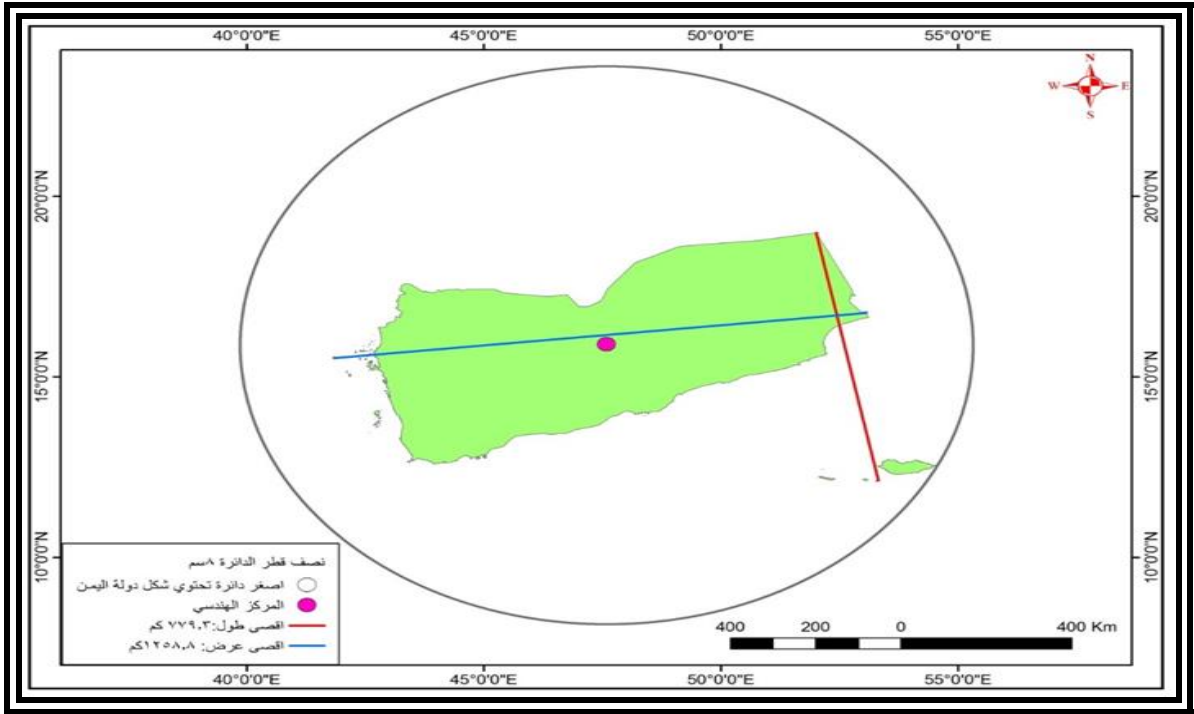 40°0'0"E 45°0'0"E 50°0'0"E 55°0'0"E
N
W E
S
20°0'0"N 20°0'0"N
15°0'0"N 15°0'0"N
10°0'0"N 10°0'0"N
نصف قطر الدائرة ٨سم
اصغر دائرة تحتوي شكل دولة اليمن
المركز الهندسي
اقصى طول:٧٧٩,٣ كم
اقصى عرض: ١٢٥٨,٨كم
400 200 0 400 Km
40°0'0"E 45°0'0"E 50°0'0"E 55°0'0"E